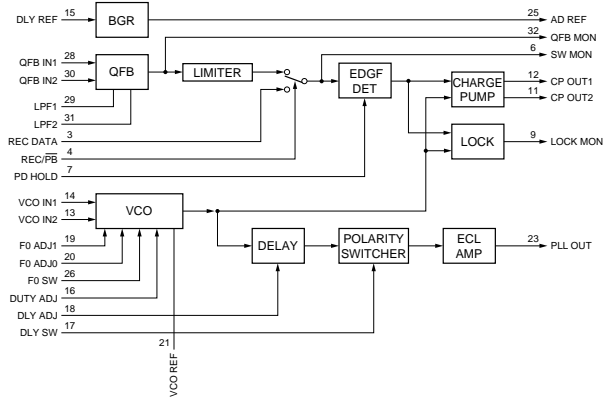 DLY REF 15 BGR 25 AD REF
32 QFB MON
6 SW MON
QFB IN1 28
QFB IN2 30
QFB
LIMITER
EDGF
DET
CHARGE
PUMP
12 CP OUT1
11 CP OUT2
LPF1 29
LPF2 31
REC DATA 3
REC/PB 4
PD HOLD 7
LOCK
9 LOCK MON
VCO IN1 14
VCO IN2 13
VCO
F0 ADJ1 19
F0 ADJ0 20
F0 SW 26
DUTY ADJ 16
DLY ADJ 18
DLY SW 17
DELAY
POLARITY
SWITCHER
ECL
AMP
23 PLL OUT
21
VCO REF